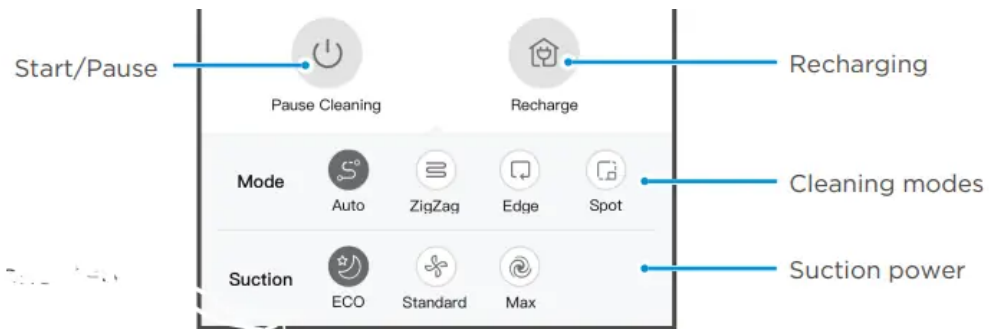 Start/Pause
Recharging
Pause Cleaning
Recharge
Mode
Auto
ZigZag
Edge
Spot
Cleaning modes
Suction
ECO
Standard
Max
Suction power